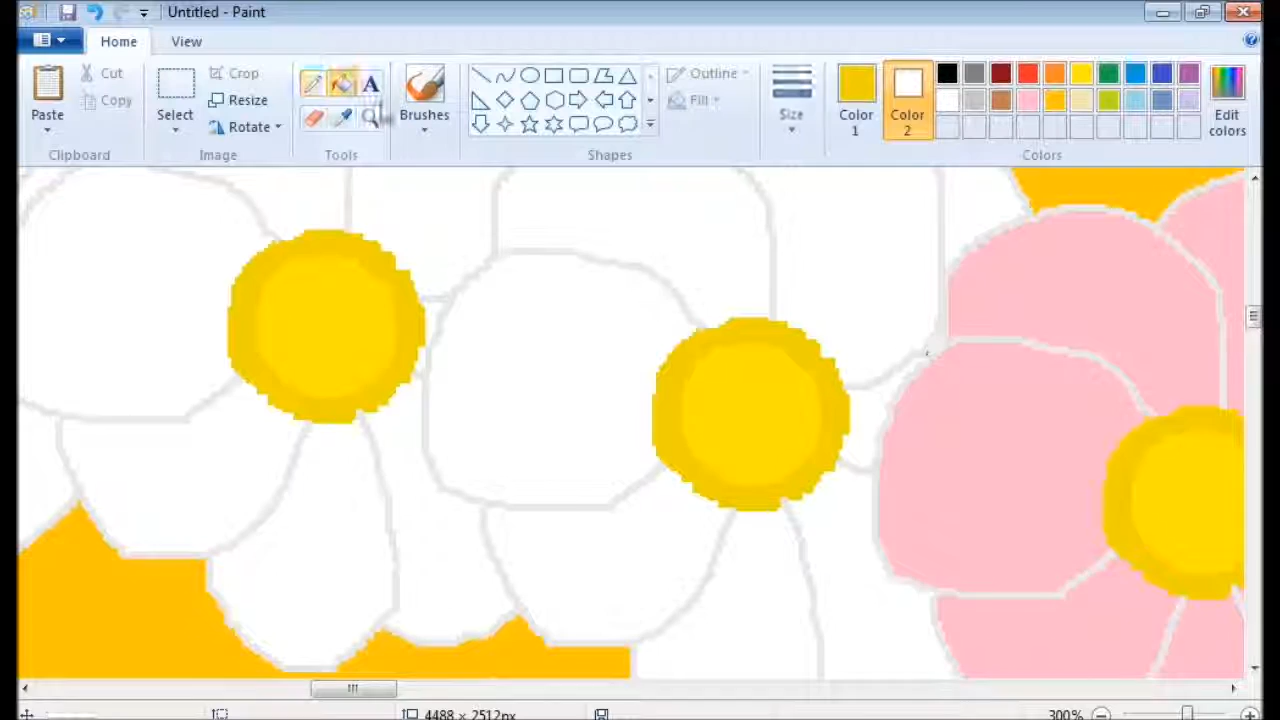 Untitled - Paint
Home View
Paste
Cut
Copy
Clipboard
Select
Crop
Resize
Rotate
Image
A
Tools
Brushes
Outline
Fill
Shapes
Size
Color 1
Color 2
Edit colors
Colors
4488 × 2512px
300%